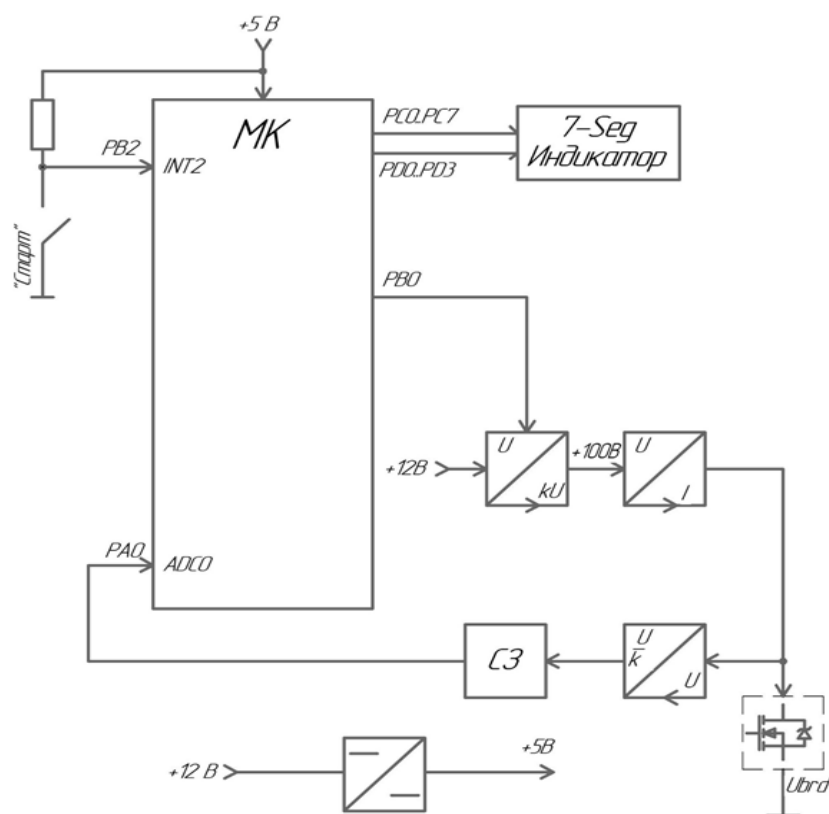 +5 В
МК
PC0..PC7
7-Seg
Индикатор
PB2
INT2
PD0..PD3
"Старт"
PB0
U
kU
+12В
+100В
U
I
PA0
ADC0
СЗ
U
k
U
+12 В
+5В
Ubrd